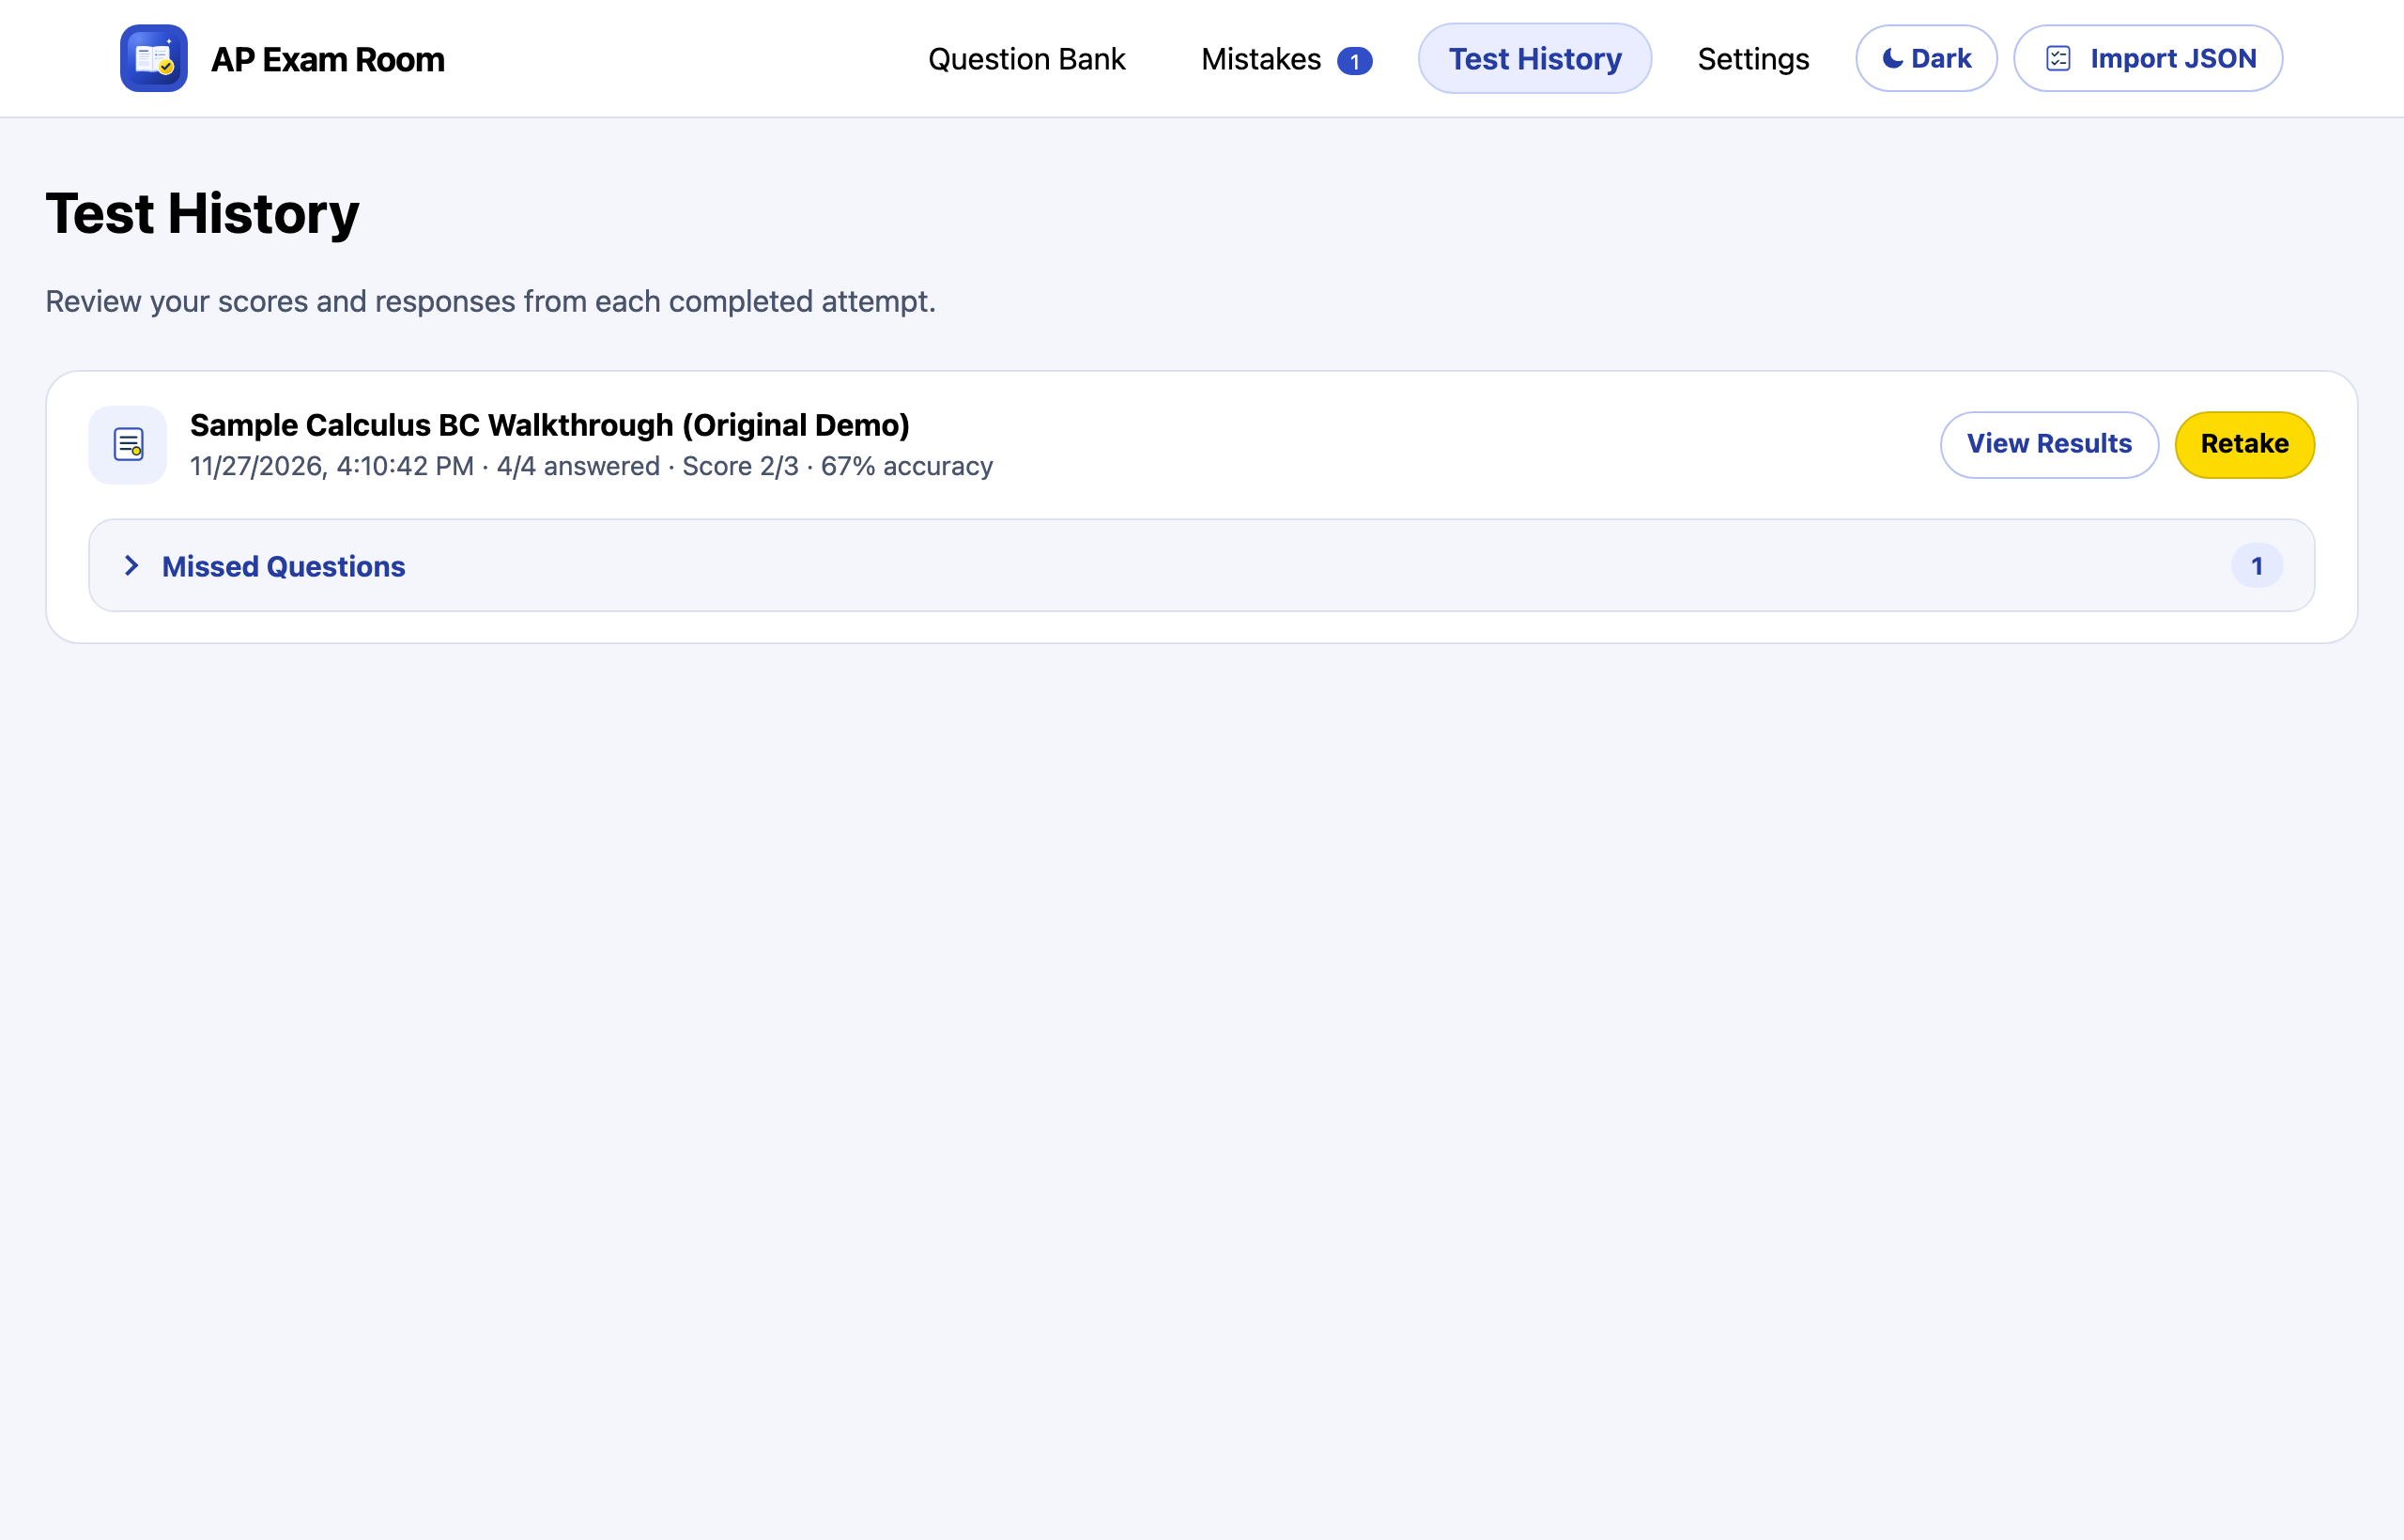 AP Exam Room
Question Bank
Mistakes 1
Test History
Settings
Dark
Import JSON
Test History
Review your scores and responses from each completed attempt.
Sample Calculus BC Walkthrough (Original Demo)
11/27/2026, 4:10:42 PM · 4/4 answered · Score 2/3 · 67% accuracy
View Results
Retake
Missed Questions
1